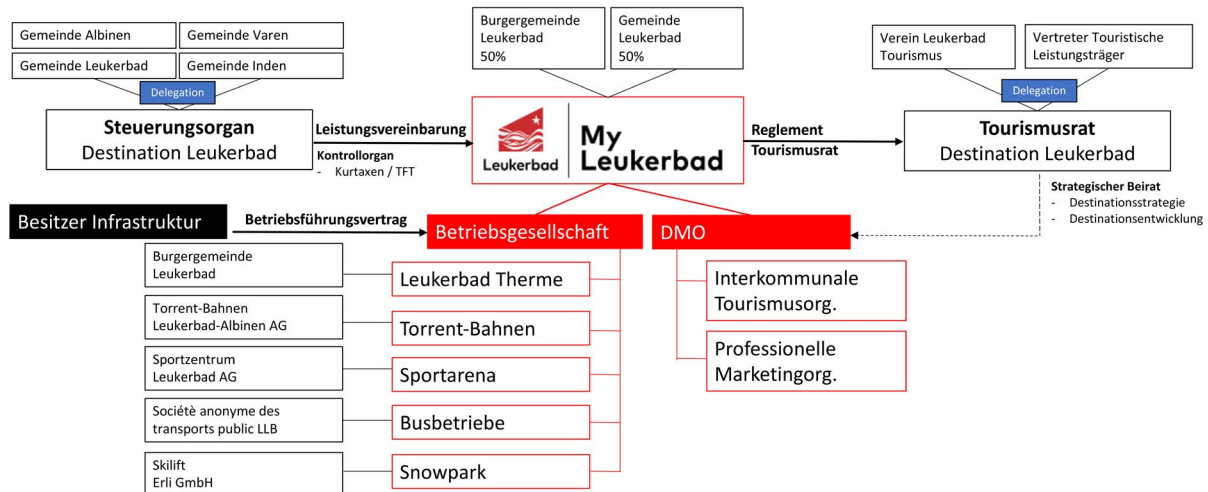 Gemeinde Albinen
Gemeinde Varen
Gemeinde Leukerbad
Gemeinde Inden
Delegation
Steuerungsorgan
Destination Leukerbad
Leistungsvereinbarung
Kontrollorgan
- Kurtaxen / TFT
Burgergemeinde
Leukerbad
50%
Gemeinde
Leukerbad
50%
Leukerbad
My
Leukerbad
Reglement
Tourismusrat
Verein Leukerbad
Tourismus
Vertreter Touristische
Leistungsträger
Delegation
Tourismusrat
Destination Leukerbad
Strategischer Beirat
- Destinationsstrategie
- Destinationsentwicklung
Besitzer Infrastruktur
Betriebsführungsvertrag
Betriebsgesellschaft
DMO
Burgergemeinde
Leukerbad
Leukerbad Therme
Torrent-Bahnen
Leukerbad-Albinen AG
Torrent-Bahnen
Sportzentrum
Leukerbad AG
Sportarena
Sociétè anonyme des
transports public LLB
Busbetriebe
Skilift
Erli GmbH
Snowpark
Interkommunale
Tourismusorg.
Professionelle
Marketingorg.